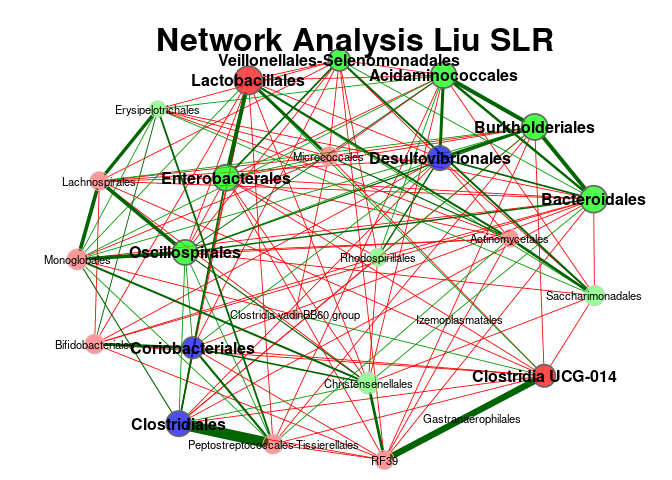 Network Analysis Liu SLR
Veillonellales-Selenomonadales
Lactobacillales
Acidaminococcales
Erysipelotrichales
Burkholderiales
Micrococcales
Desulfovibrionales
Lachnospirales
Enterobacterales
Bacteroidales
Actinomycetales
Oscillospirales
Monoglobales
Rhodospirillales
Saccharimonadales
Clostridia vadinBB60 group
Izemoplasmatales
Bifidobacteriales
Coriobacteriales
Clostridia UCG-014
Christensenellales
Gastranaerophilales
Clostridiales
Peptostreptococcales-Tissierellales
RF39